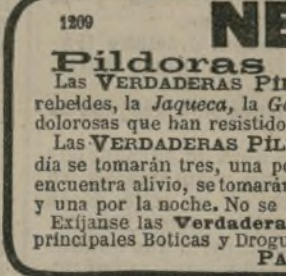 1209
NE
Píldoras
Las VERDADERAS PÍL
rebeldes, la Jaqueca, la G
dolorosas que han resistido
Las VERDADERAS PÍL
día se tomarán tres, una p
encuentra alivio, se tomarán
y una por la noche. No se
Exíjanse las Verdadera
principales Boticas y Drogu
PA